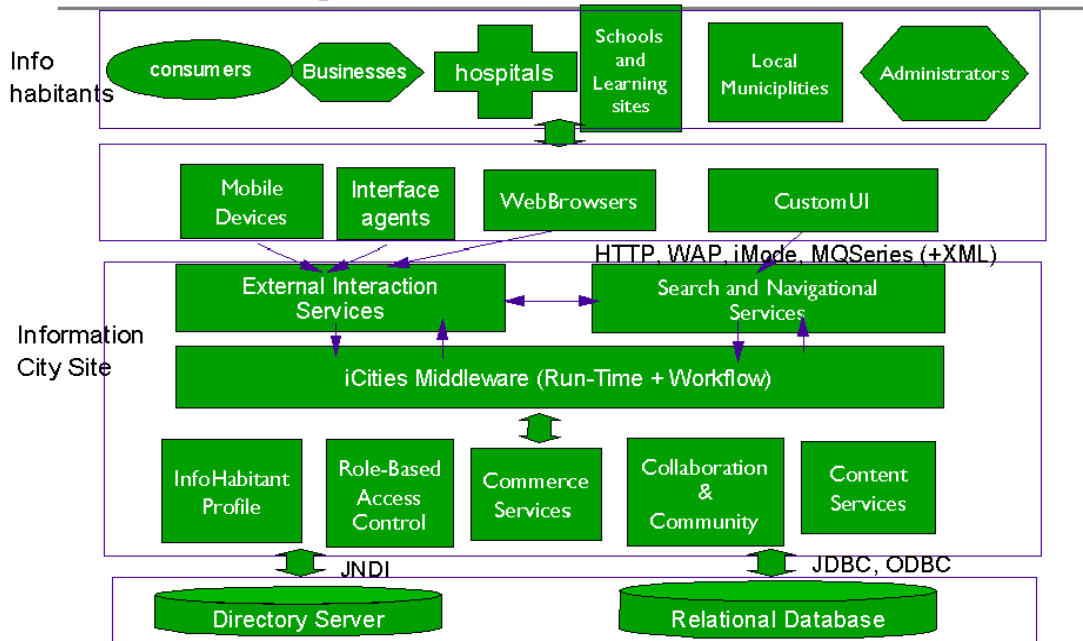 Info
habitants
consumers
Businesses
hospitals
Schools
and
Learning
sites
Local
Municiplities
Administrators
Mobile
Devices
Interface
agents
WebBrowsers
CustomUI
HTTP, WAP, iMode, MQSeries (+XML)
Information
City Site
External Interaction
Services
Search and Navigational
Services
iCities Middleware (Run-Time + Workflow)
InfoHabitant
Profile
Role-Based
Access
Control
Commerce
Services
Collaboration
&
Community
Content
Services
JNDI
JDBC, ODBC
Directory Server
Relational Database